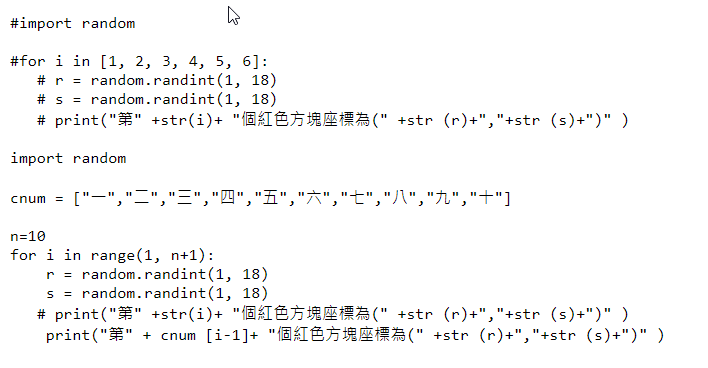 #import random
#for i in [1, 2, 3, 4, 5, 6]:
# r = random.randint(1, 18)
# s = random.randint(1, 18)
# print("第" +str(i)+ "個紅色方塊座標為(" +str (r)+","+str (s)+")" )
import random
cnum = ["一","二","三","四","五","六","七","八","九","十"]
n=10
for i in range(1, n+1):
r = random.randint(1, 18)
s = random.randint(1, 18)
# print("第" +str(i)+ "個紅色方塊座標為(" +str (r)+","+str (s)+")" )
print("第" + cnum [i-1]+ "個紅色方塊座標為(" +str (r)+","+str (s)+")" )